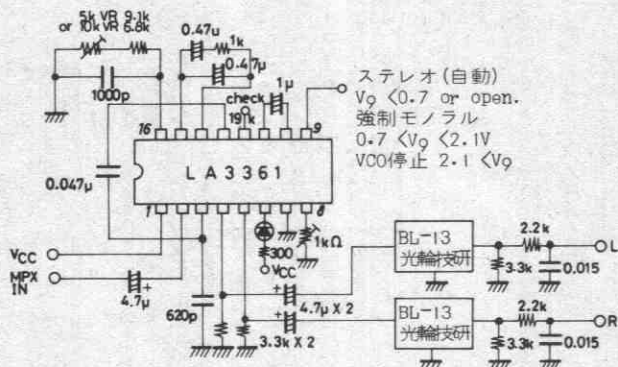 5k VR 9.1k
or 10k VR 6.8k
0.47μ
1k
0.47μ
1000p
check
19k
1μ
ステレオ(自動)
V9 <0.7 or open.
強制モノラル
0.7 <V9 <2.1V
VCO停止 2.1 <V9
16
9
LA3361
1
8
0.047μ
VCC
MPX
IN
4.7μ
+
620p
300
VCC
1kΩ
+
+
4.7μ X 2
3.3k X 2
BL-13
光輪技研
2.2k
3.3k
0.015
L
BL-13
光輪技研
2.2k
3.3k
0.015
R